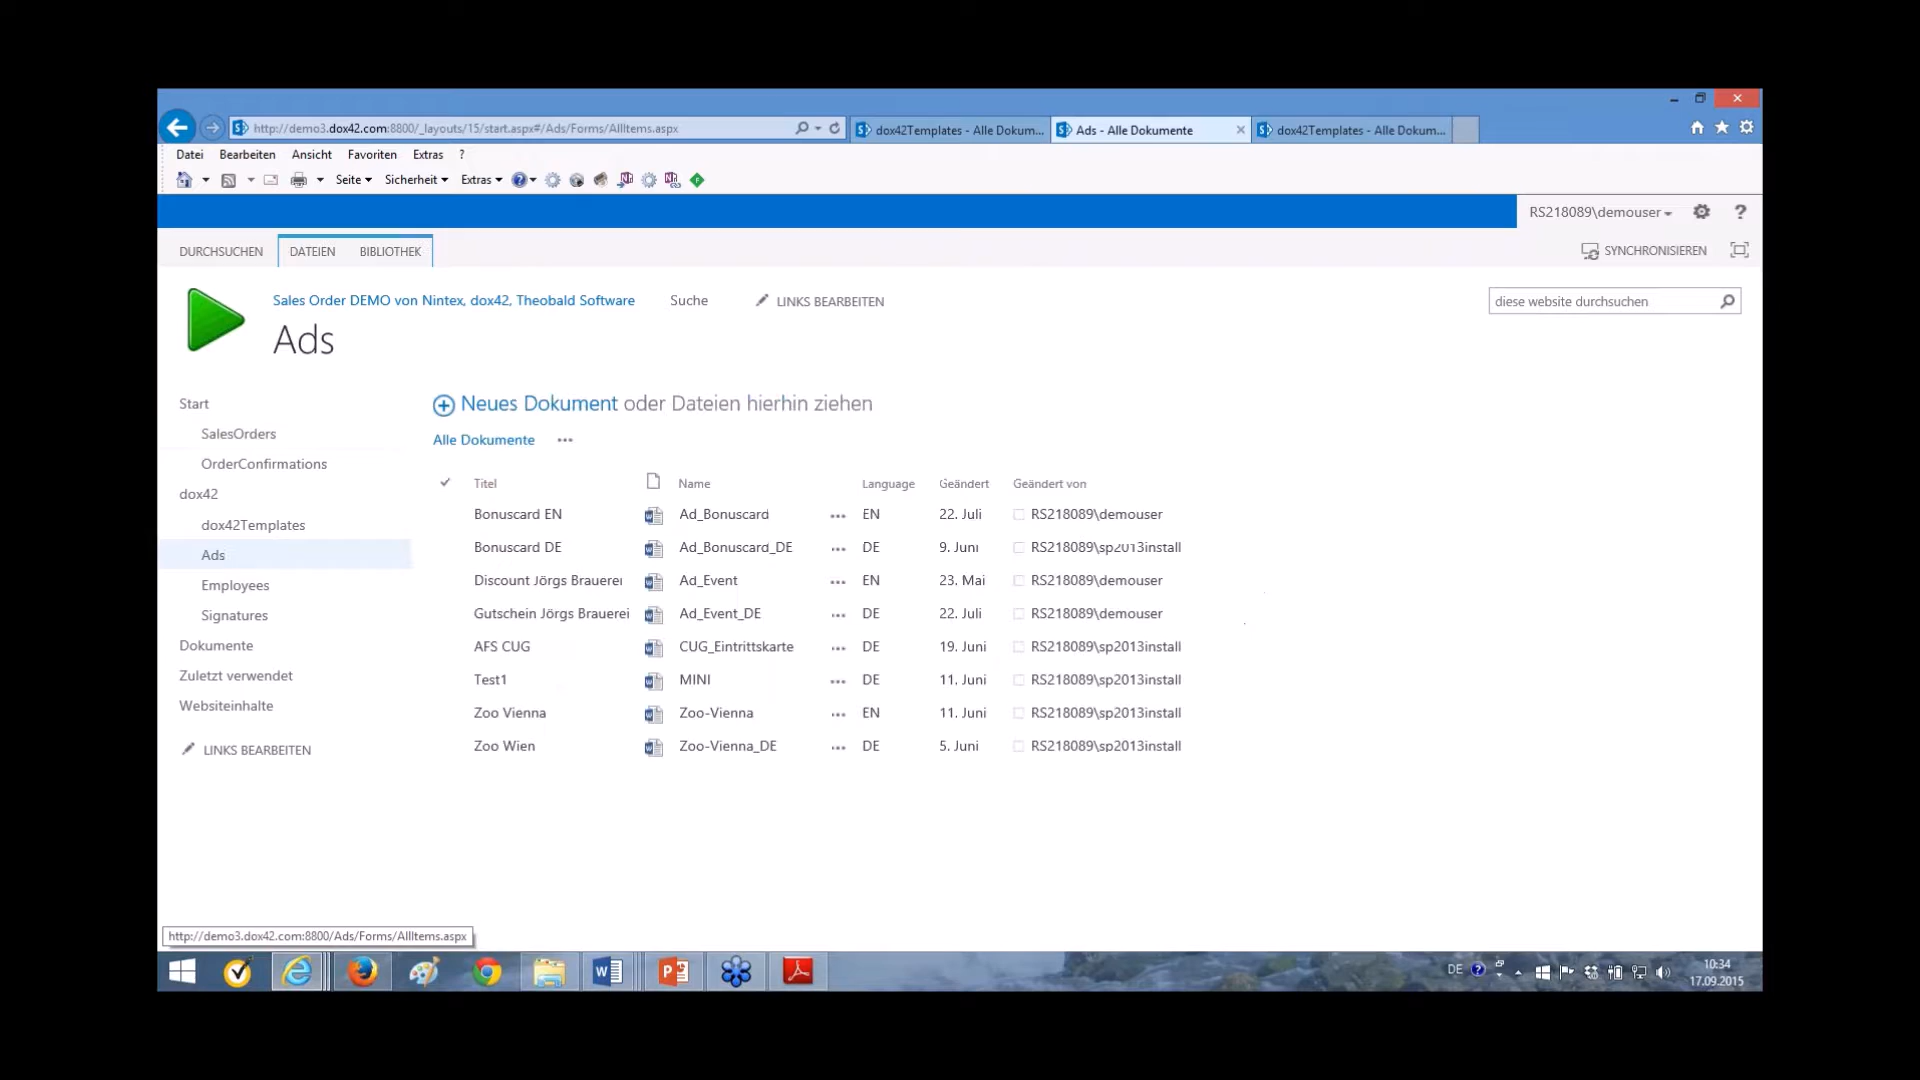 http://demo3.dox42.com:8800/_layouts/15/start.aspx#/Ads/Forms/AllItems.aspx
dox42Templates - Alle Dokum...
Ads - Alle Dokumente
dox42Templates - Alle Dokum...
Datei Bearbeiten Ansicht Favoriten Extras ?
Seite Sicherheit Extras
RS218089\demouser
?
DURCHSUCHEN DATEIEN BIBLIOTHEK
SYNCHRONISIEREN
Sales Order DEMO von Nintex, dox42, Theobald Software Suche LINKS BEARBEITEN
diese website durchsuchen
Ads
Start
SalesOrders
OrderConfirmations
dox42
dox42Templates
Ads
Employees
Signatures
Dokumente
Zuletzt verwendet
Websiteinhalte
LINKS BEARBEITEN
Neues Dokument oder Dateien hierhin ziehen
Alle Dokumente ...
Titel Name Language Geändert Geändert von
Bonuscard EN Ad_Bonuscard ... EN 22. Juli RS218089\demouser
Bonuscard DE Ad_Bonuscard_DE ... DE 9. Juni RS218089\sp2013install
Discount Jörgs Brauerei Ad_Event ... EN 23. Mai RS218089\demouser
Gutschein Jörgs Brauerei Ad_Event_DE ... DE 22. Juli RS218089\demouser
AFS CUG CUG_Eintrittskarte ... DE 19. Juni RS218089\sp2013install
Test1 MINI ... DE 11. Juni RS218089\sp2013install
Zoo Vienna Zoo-Vienna ... EN 11. Juni RS218089\sp2013install
Zoo Wien Zoo-Vienna_DE ... DE 5. Juni RS218089\sp2013install
http://demo3.dox42.com:8800/Ads/Forms/AllItems.aspx
DE
10:34
17.09.2015